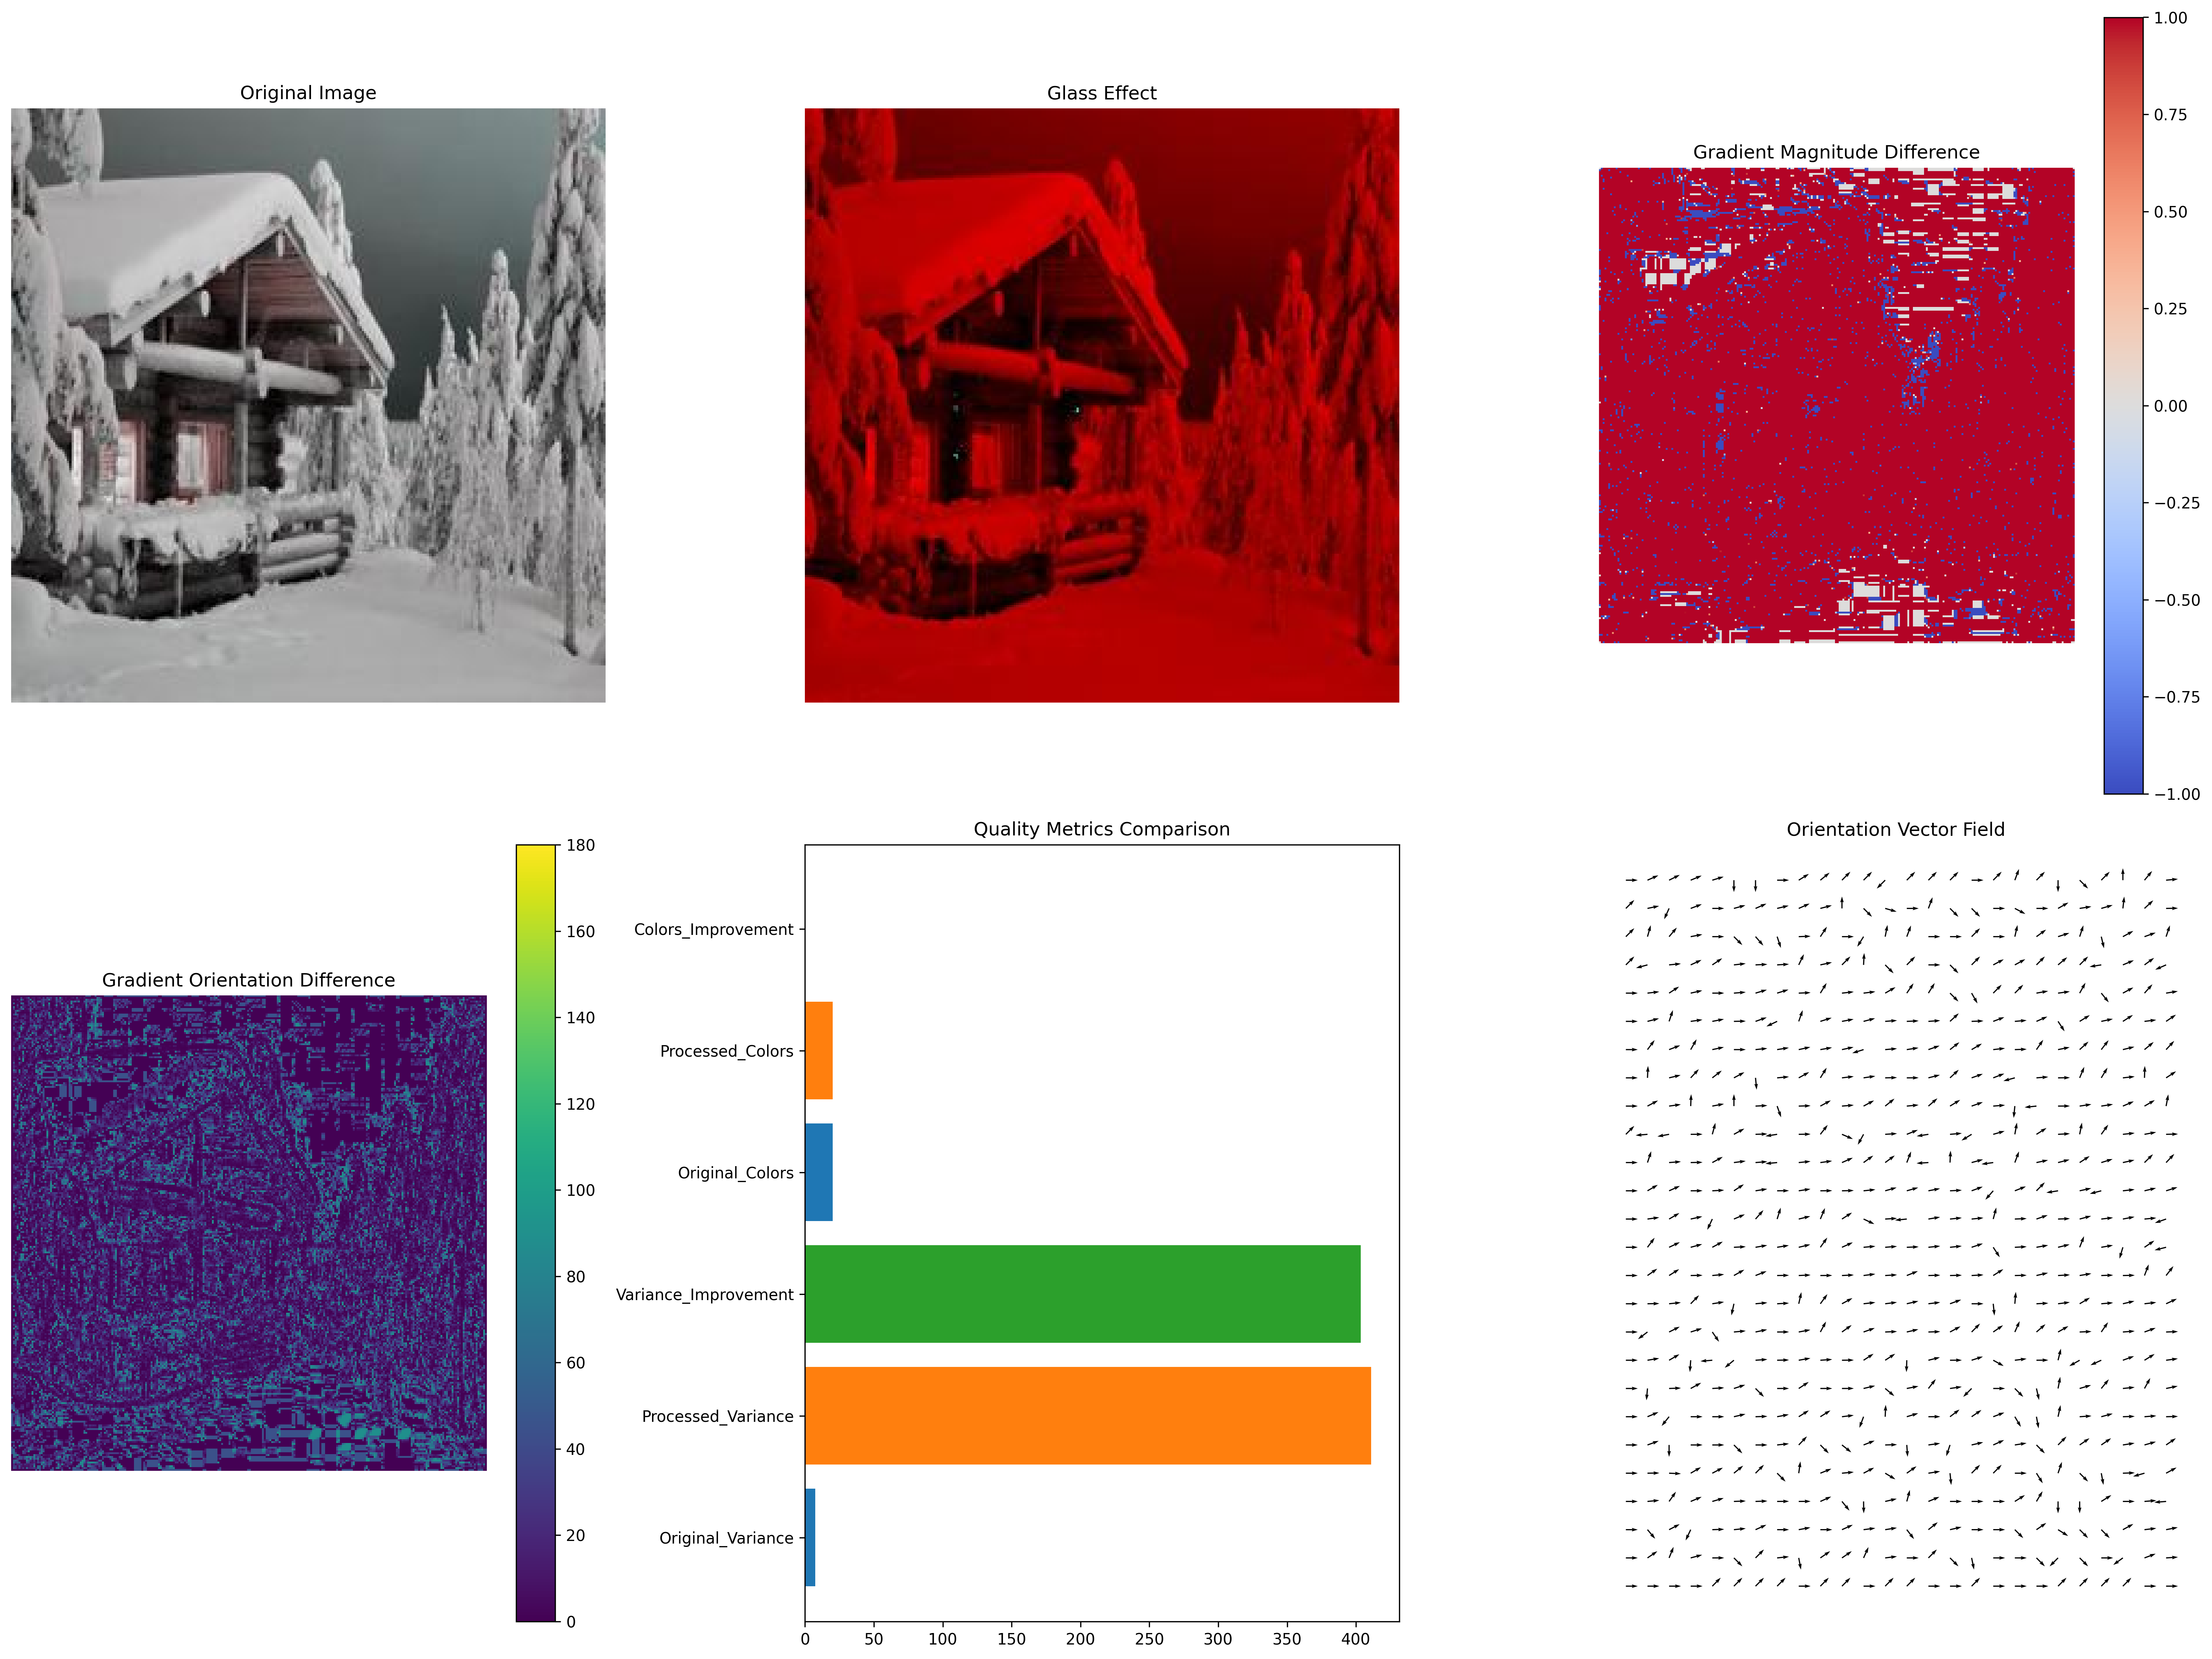 Original Image
Glass Effect
Gradient Magnitude Difference
1.00
0.75
0.50
0.25
0.00
−0.25
−0.50
−0.75
−1.00
Gradient Orientation Difference
180
160
140
120
100
80
60
40
20
0
Quality Metrics Comparison
Colors_Improvement
Processed_Colors
Original_Colors
Variance_Improvement
Processed_Variance
Original_Variance
0 50 100 150 200 250 300 350 400
Orientation Vector Field